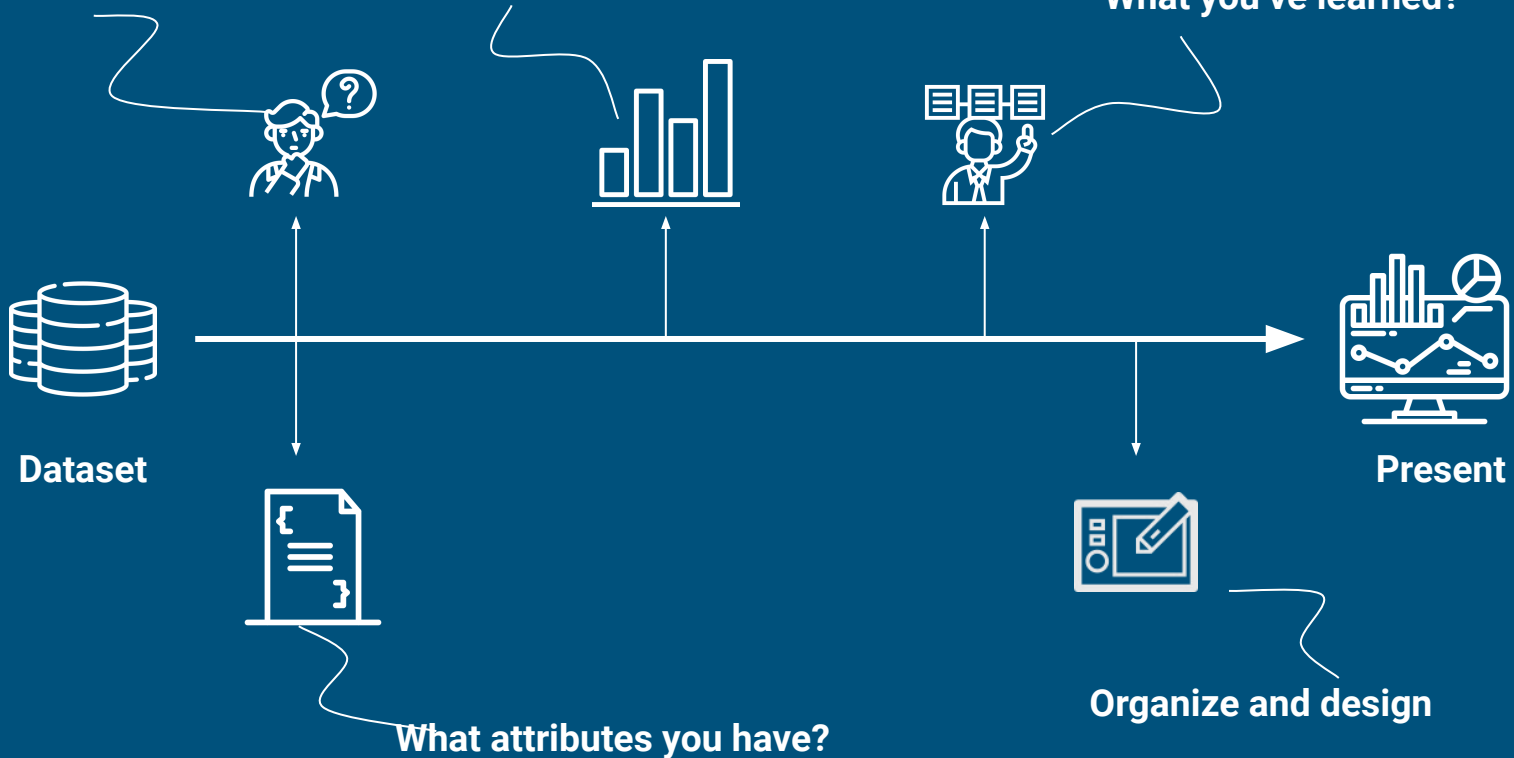 What you've learned?
Dataset
Present
Organize and design
What attributes you have?